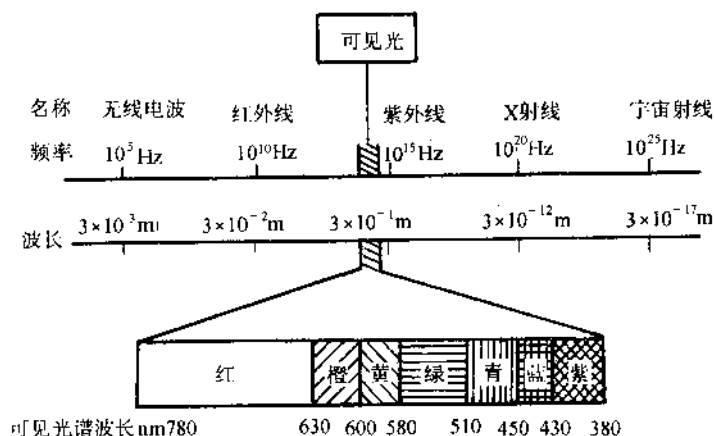 可见光
名称 无线电波 红外线 紫外线 X射线 宇宙射线
频率 10⁵Hz 10¹⁰Hz 10¹⁵Hz 10²⁰Hz 10²⁵Hz
波长 3×10³m 3×10⁻²m 3×10⁻¹m 3×10⁻¹²m 3×10⁻¹⁷m
红 橙 黄 绿 青 蓝 紫
可见光谱波长nm780 630 600 580 510 450 430 380